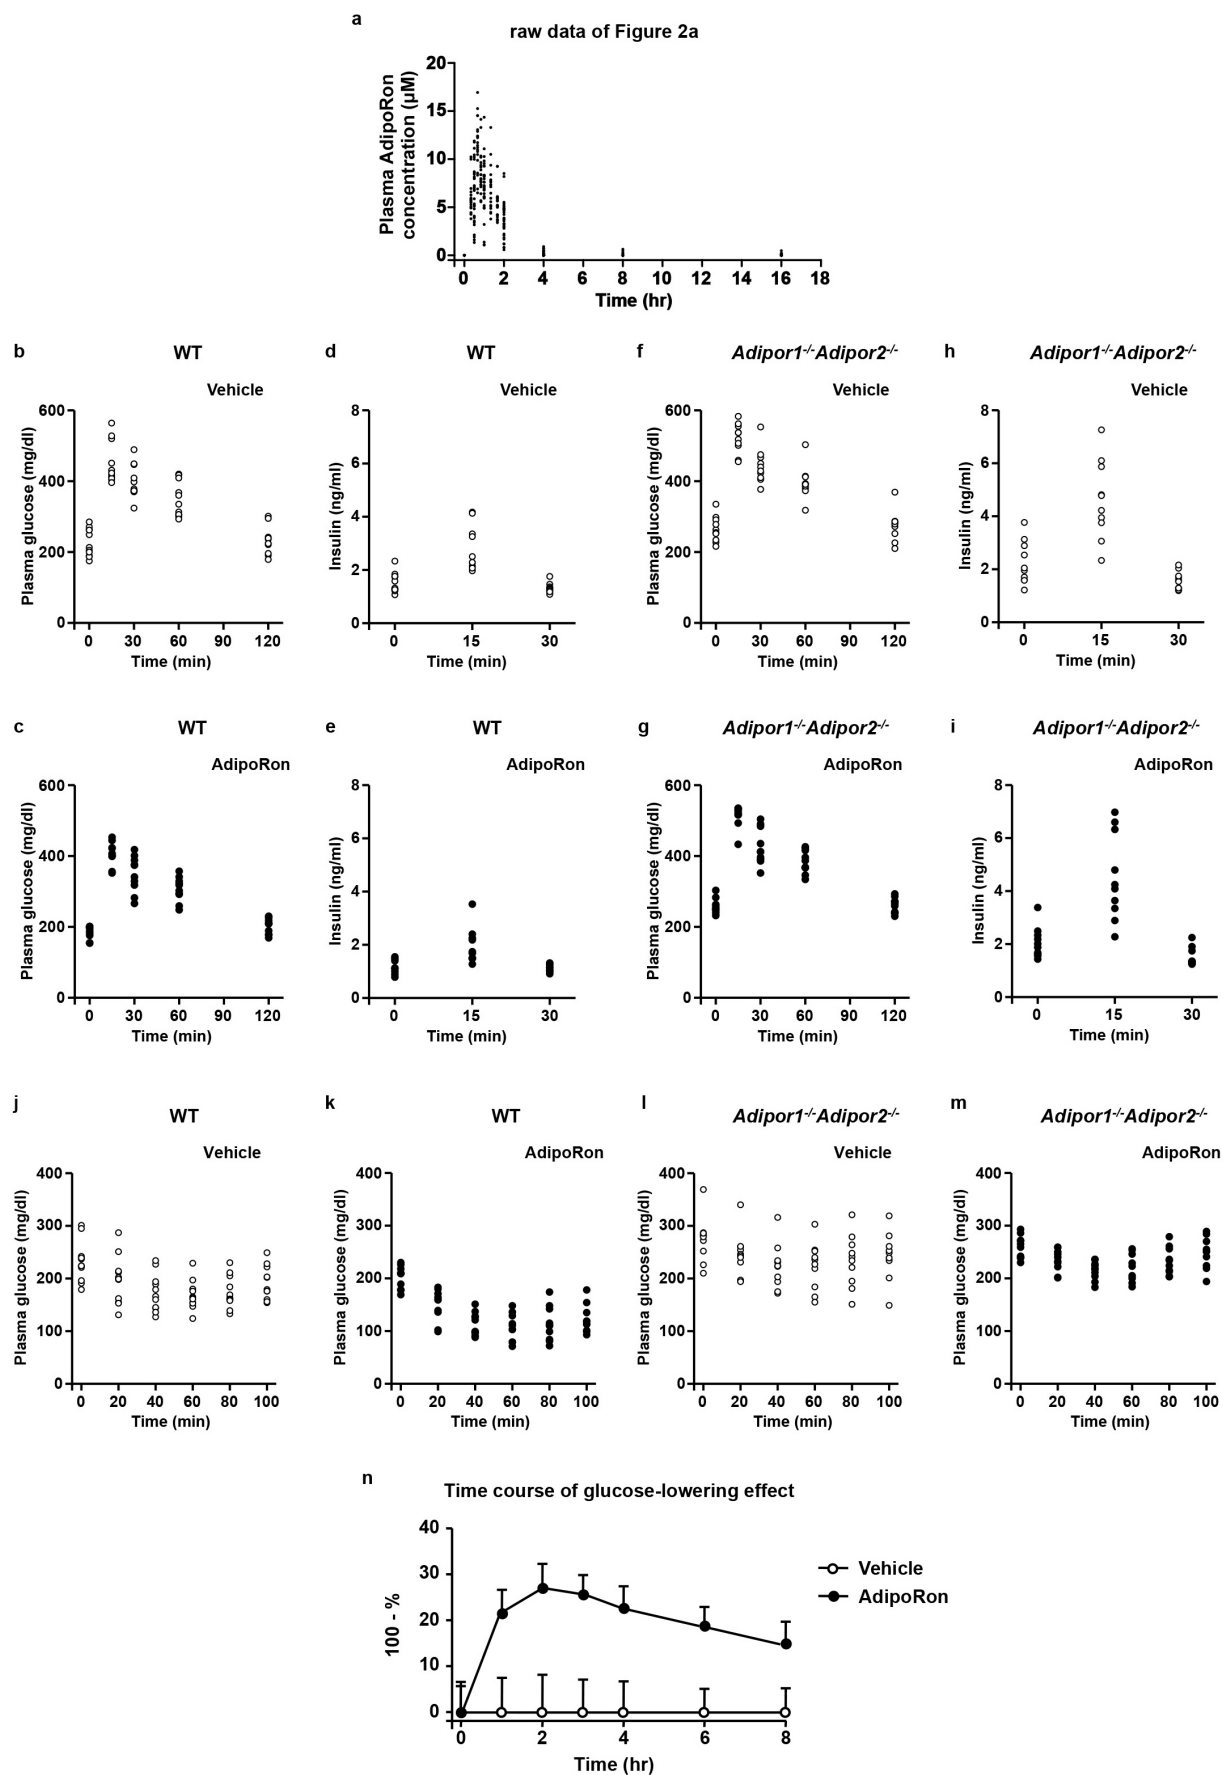 a
raw data of Figure 2a
Plasma AdipoRon
concentration (µM)
20
15
10
5
0
0 2 4 6 8 10 12 14 16 18
Time (hr)
b
WT
Vehicle
Plasma glucose (mg/dl)
600
400
200
0
0 30 60 90 120
Time (min)
d
WT
Vehicle
Insulin (ng/ml)
8
6
4
2
0
0 15 30
Time (min)
f
Adipor1-/-Adipor2-/-
Vehicle
Plasma glucose (mg/dl)
600
400
200
0
0 30 60 90 120
Time (min)
h
Adipor1-/-Adipor2-/-
Vehicle
Insulin (ng/ml)
8
6
4
2
0
0 15 30
Time (min)
c
WT
AdipoRon
Plasma glucose (mg/dl)
600
400
200
0
0 30 60 90 120
Time (min)
e
WT
AdipoRon
Insulin (ng/ml)
8
6
4
2
0
0 15 30
Time (min)
g
Adipor1-/-Adipor2-/-
AdipoRon
Plasma glucose (mg/dl)
600
400
200
0
0 30 60 90 120
Time (min)
i
Adipor1-/-Adipor2-/-
AdipoRon
Insulin (ng/ml)
8
6
4
2
0
0 15 30
Time (min)
j
WT
Vehicle
Plasma glucose (mg/dl)
400
300
200
100
0
0 20 40 60 80 100
Time (min)
k
WT
AdipoRon
Plasma glucose (mg/dl)
400
300
200
100
0
0 20 40 60 80 100
Time (min)
l
Adipor1-/-Adipor2-/-
Vehicle
Plasma glucose (mg/dl)
400
300
200
100
0
0 20 40 60 80 100
Time (min)
m
Adipor1-/-Adipor2-/-
AdipoRon
Plasma glucose (mg/dl)
400
300
200
100
0
0 20 40 60 80 100
Time (min)
n
Time course of glucose-lowering effect
100 - %
40
30
20
10
0
0 2 4 6 8
Time (hr)
Vehicle
AdipoRon